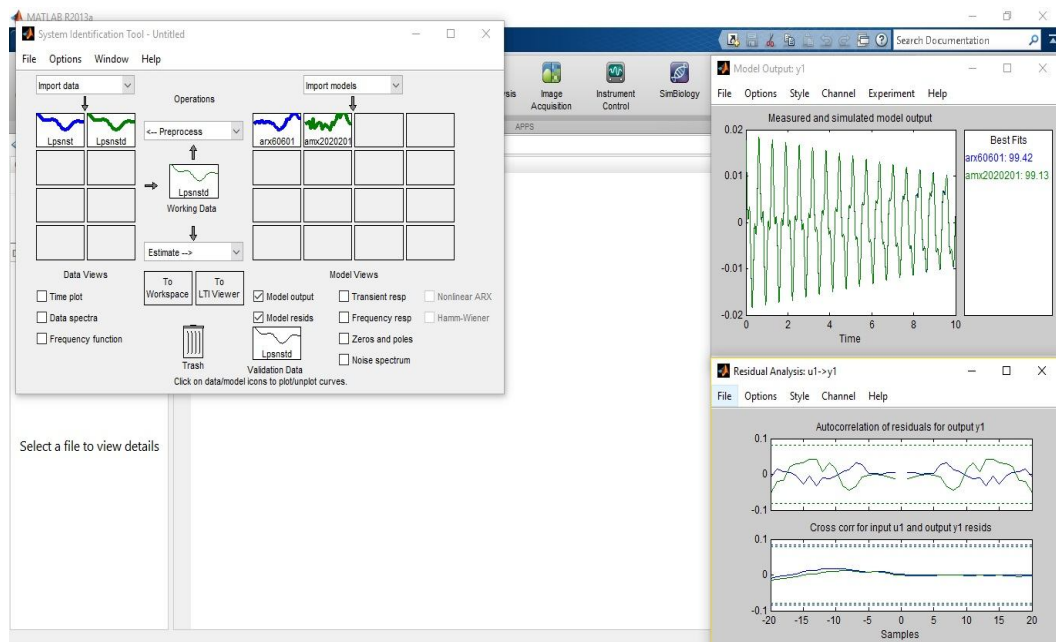 MATLAB R2013a
System Identification Tool - Untitled
File Options Window Help
Import data
Import models
Operations
<-- Preprocess
Lpsnst Lpsnstd
arx60601 amx2020201
Lpsnstd
Working Data
Estimate -->
Data Views
To Workspace
To LTI Viewer
Model Views
Time plot
Data spectra
Frequency function
Model output
Model resids
Transient resp
Frequency resp
Zeros and poles
Noise spectrum
Nonlinear ARX
Hamm-Wiener
Trash
Lpsnstd
Validation Data
Click on data/model icons to plot/unplot curves.
Select a file to view details
Search Documentation
Image Acquisition
Instrument Control
SimBiology
APPS
Model Output: y1
File Options Style Channel Experiment Help
Measured and simulated model output
0.02
0.01
0
-0.01
-0.02
0 2 4 6 8 10
Time
Best Fits
arx60601: 99.42
amx2020201: 99.13
Residual Analysis: u1->y1
File Options Style Channel Help
Autocorrelation of residuals for output y1
0.1
0
-0.1
Cross corr for input u1 and output y1 resids
0.1
0
-0.1
-20 -15 -10 -5 0 5 10 15 20
Samples